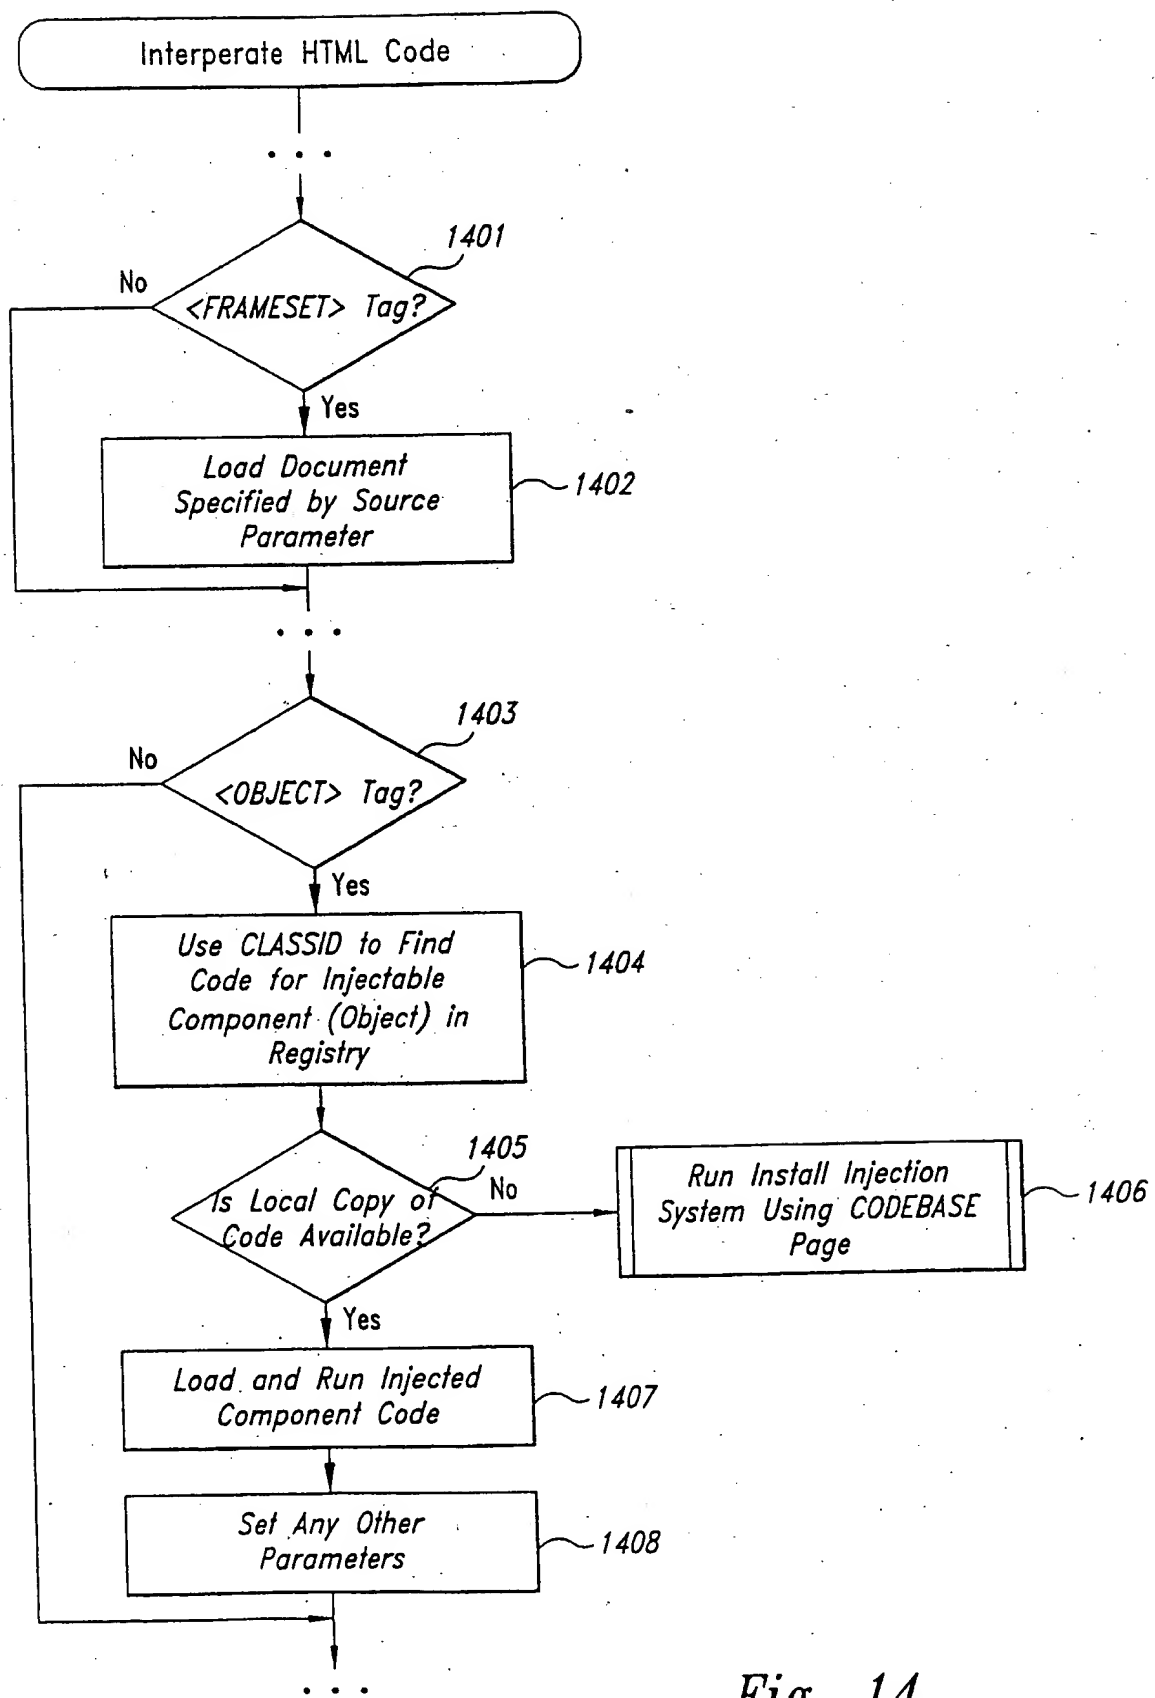 Interperate HTML Code
. . .
1401
No
<FRAMESET> Tag?
Yes
Load Document
Specified by Source
Parameter
1402
. . .
1403
No
<OBJECT> Tag?
Yes
Use CLASSID to Find
Code for Injectable
Component (Object) in
Registry
1404
1405
Is Local Copy of
Code Available?
No
Run Install Injection
System Using CODEBASE
Page
1406
Yes
Load and Run Injected
Component Code
1407
Set Any Other
Parameters
1408
. . .
Fig. 14